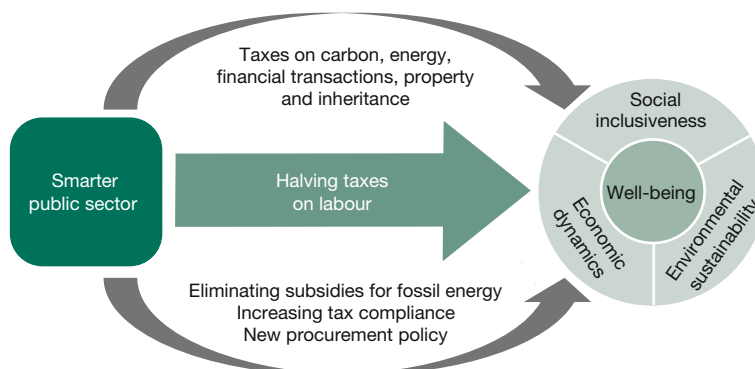 Taxes on carbon, energy,
financial transactions, property
and inheritance
Smarter
public sector
Halving taxes
on labour
Eliminating subsidies for fossil energy
Increasing tax compliance
New procurement policy
Social
inclusiveness
Well-being
Economic
dynamics
Environmental
sustainability